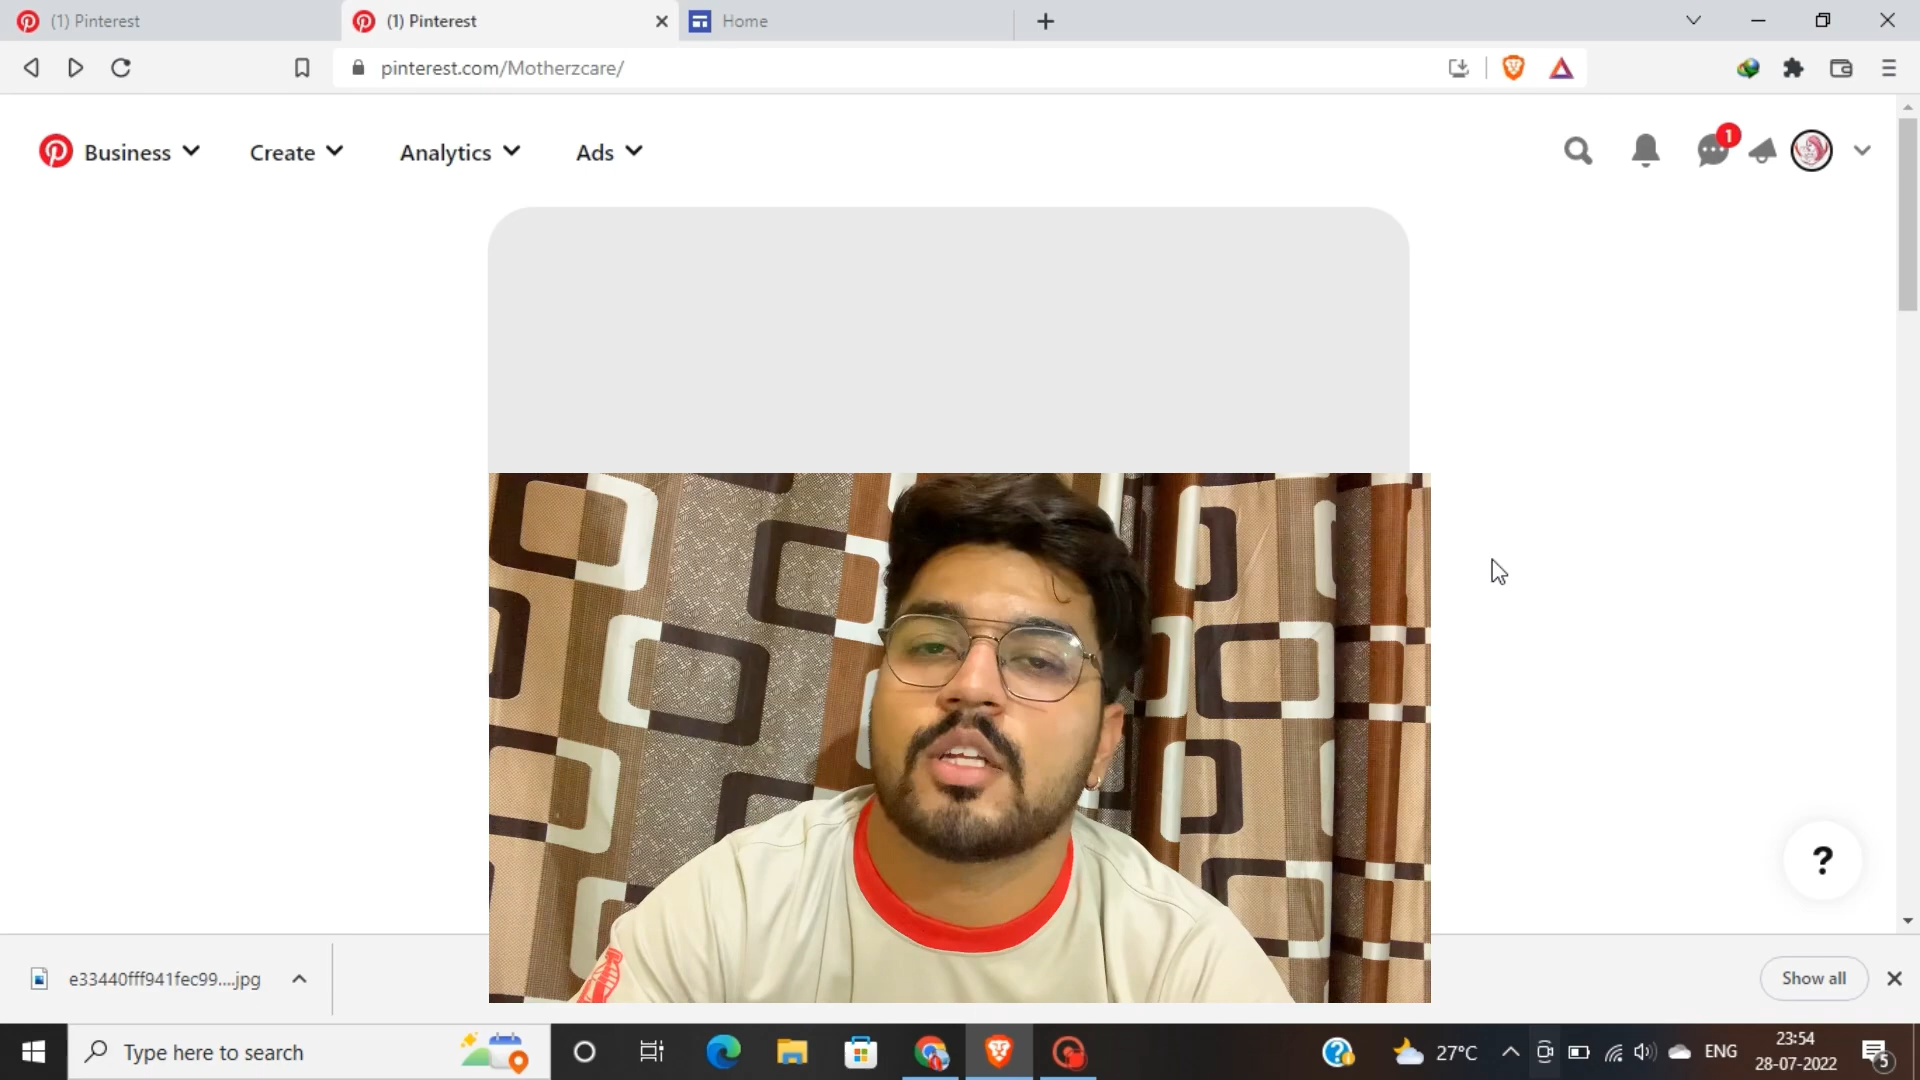 (1) Pinterest
(1) Pinterest
Home
pinterest.com/Motherzcare/
Business
Create
Analytics
Ads
1
?
e33440fff941fec99....jpg
Show all
Type here to search
27°C
ENG
23:54
28-07-2022
5